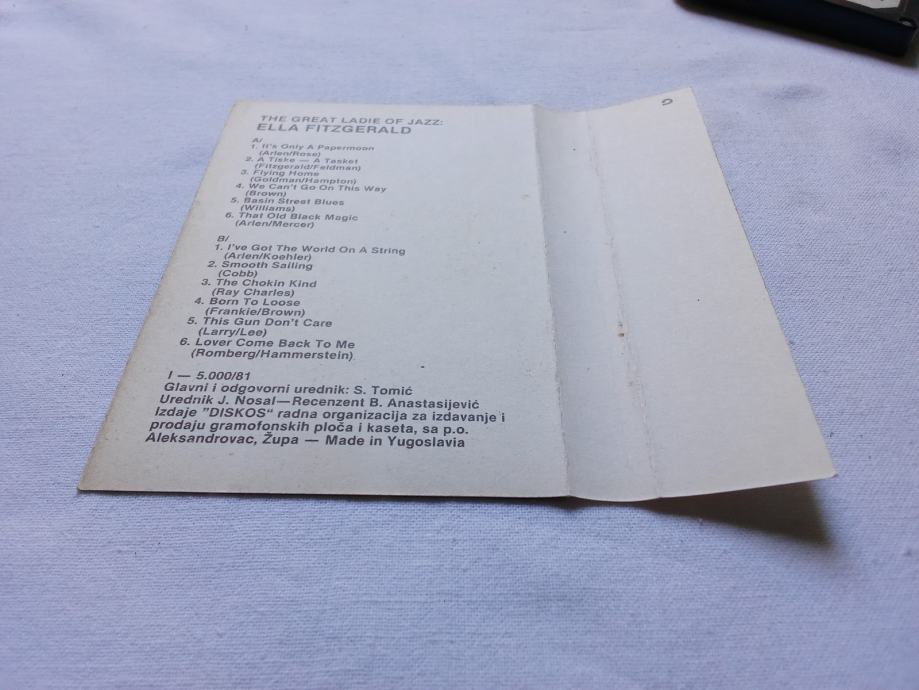 THE GREAT LADIE OF JAZZ:
ELLA FITZGERALD
A/
1. It's Only A Papermoon
(Arlen/Rose)
2. A Tiske — A Tasket
(Fitzgerald/Feldman)
3. Flying Home
(Goldman/Hampton)
4. We Can't Go On This Way
(Brown)
5. Basin Street Blues
(Williams)
6. That Old Black Magic
(Arlen/Mercer)
B/
1. I've Got The World On A String
(Arlen/Koehler)
2. Smooth Sailing
(Cobb)
3. The Chokin Kind
(Ray Charles)
4. Born To Loose
(Frankie/Brown)
5. This Gun Don't Care
(Larry/Lee)
6. Lover Come Back To Me
(Romberg/Hammerstein)
I — 5.000/81
Glavni i odgovorni urednik: S. Tomić
Urednik J. Nosal—Recenzent B. Anastasijević
Izdaje "DISKOS“ radna organizacija za izdavanje i
prodaju gramofonskih ploča i kaseta, sa p.o.
Aleksandrovac, Župa — Made in Yugoslavia